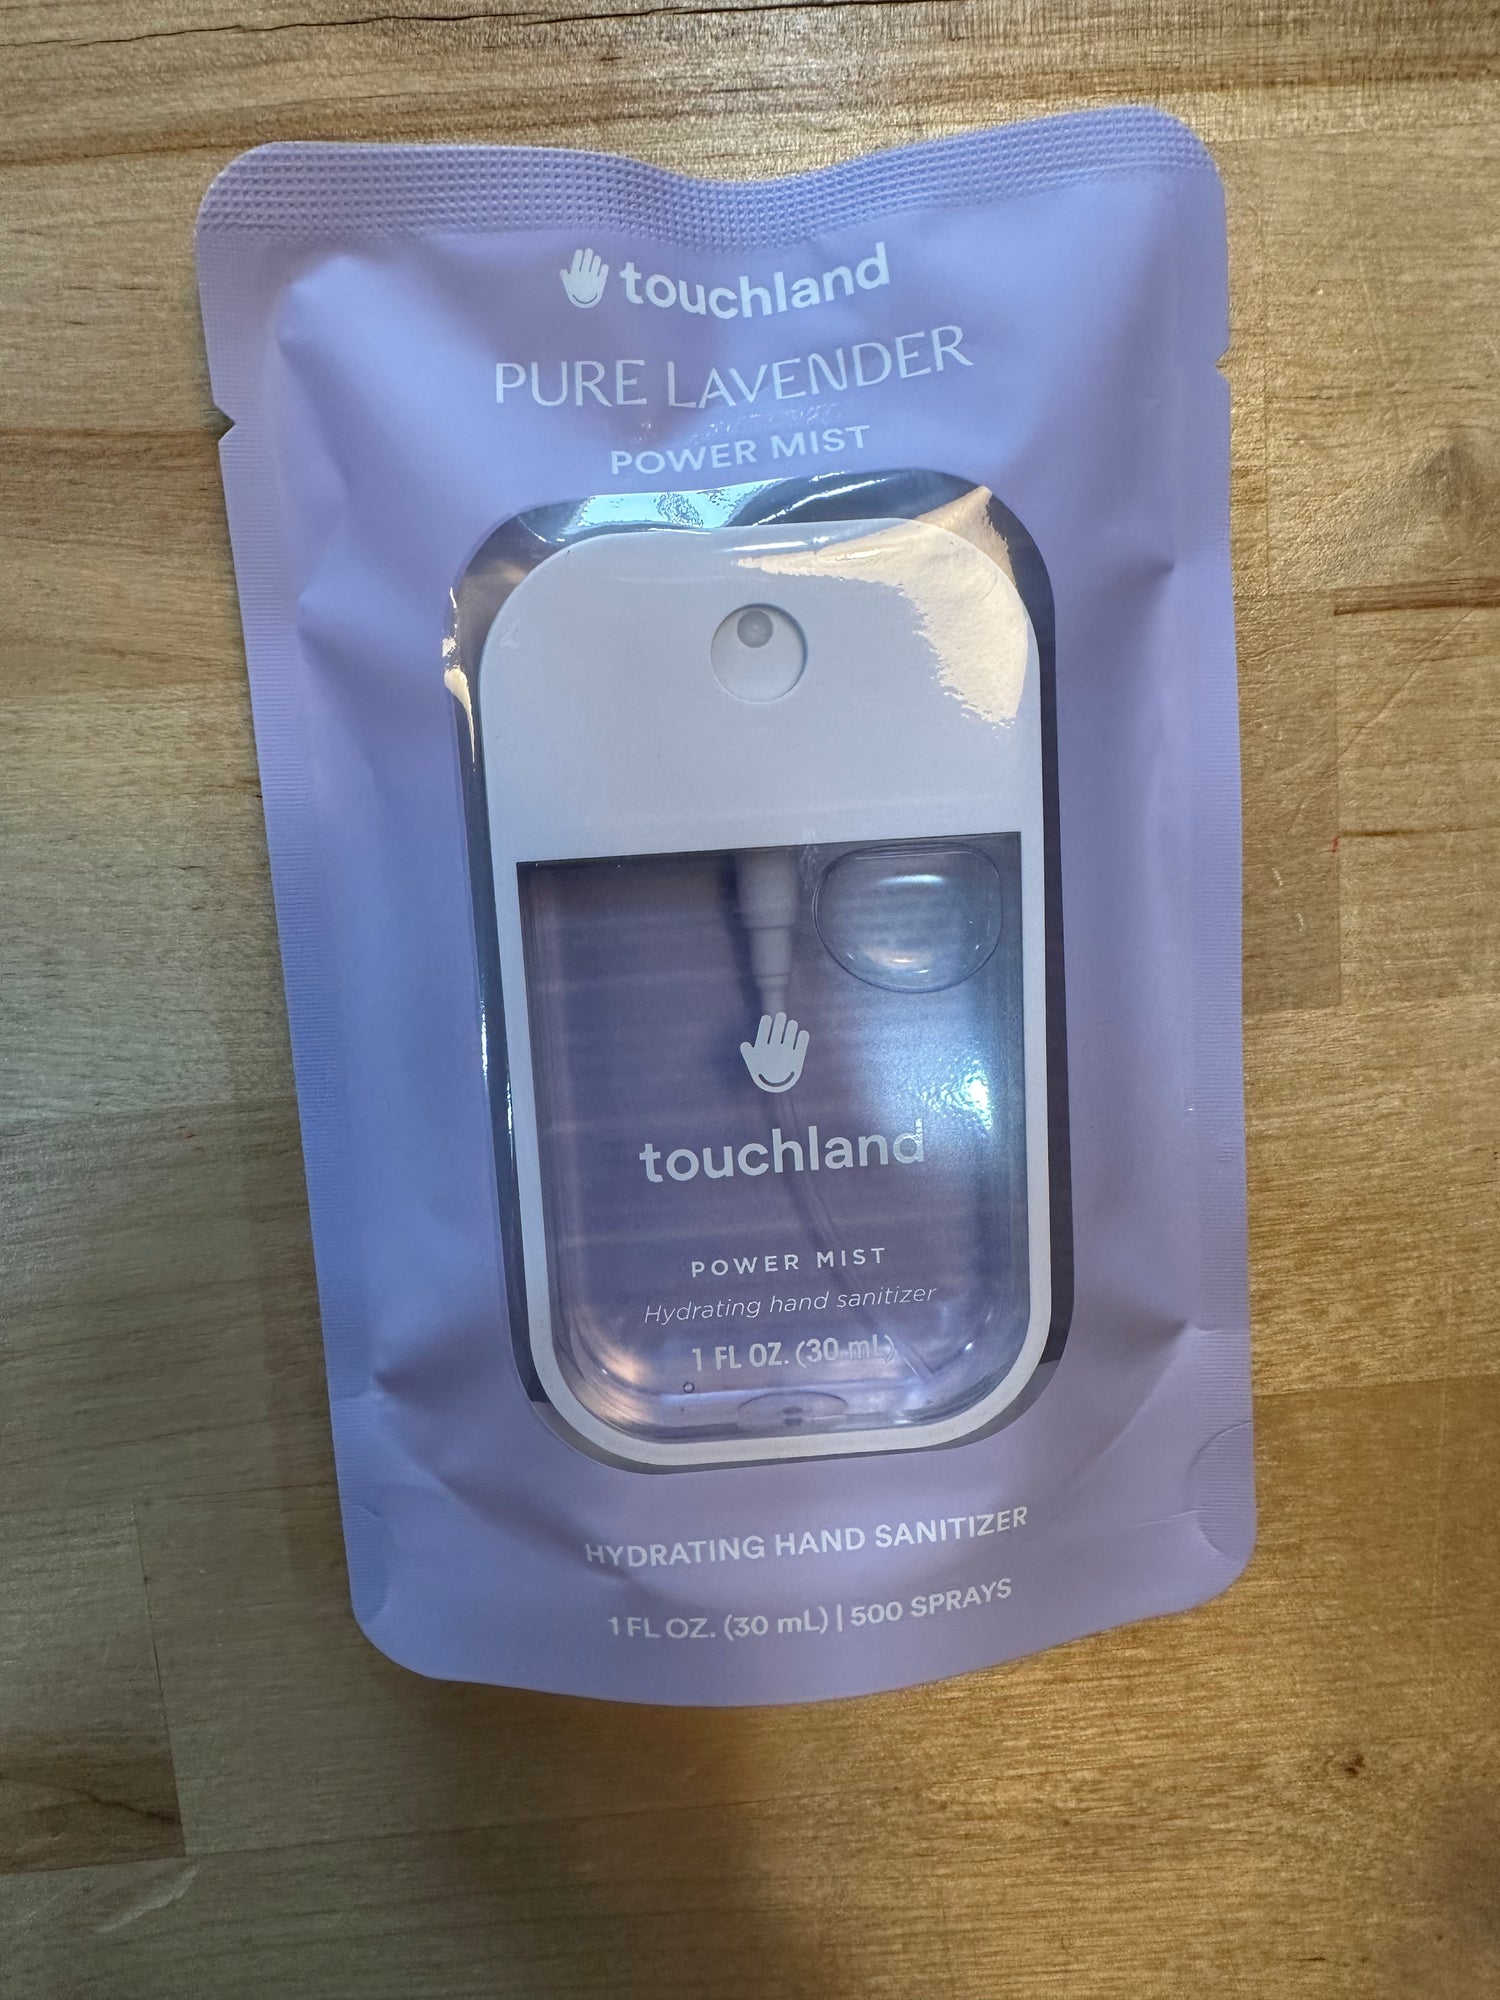 touchland
PURE LAVENDER
POWER MIST
touchland
POWER MIST
Hydrating hand sanitizer
1 FL OZ. (30 mL)
HYDRATING HAND SANITIZER
1 FL OZ. (30 mL) | 500 SPRAYS